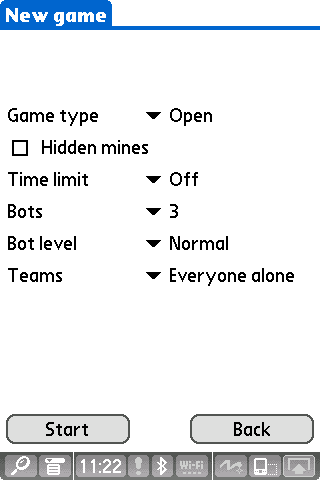 New game
Game type Open
Hidden mines
Time limit Off
Bots 3
Bot level Normal
Teams Everyone alone
Start Back
11:22 ! Wi-Fi